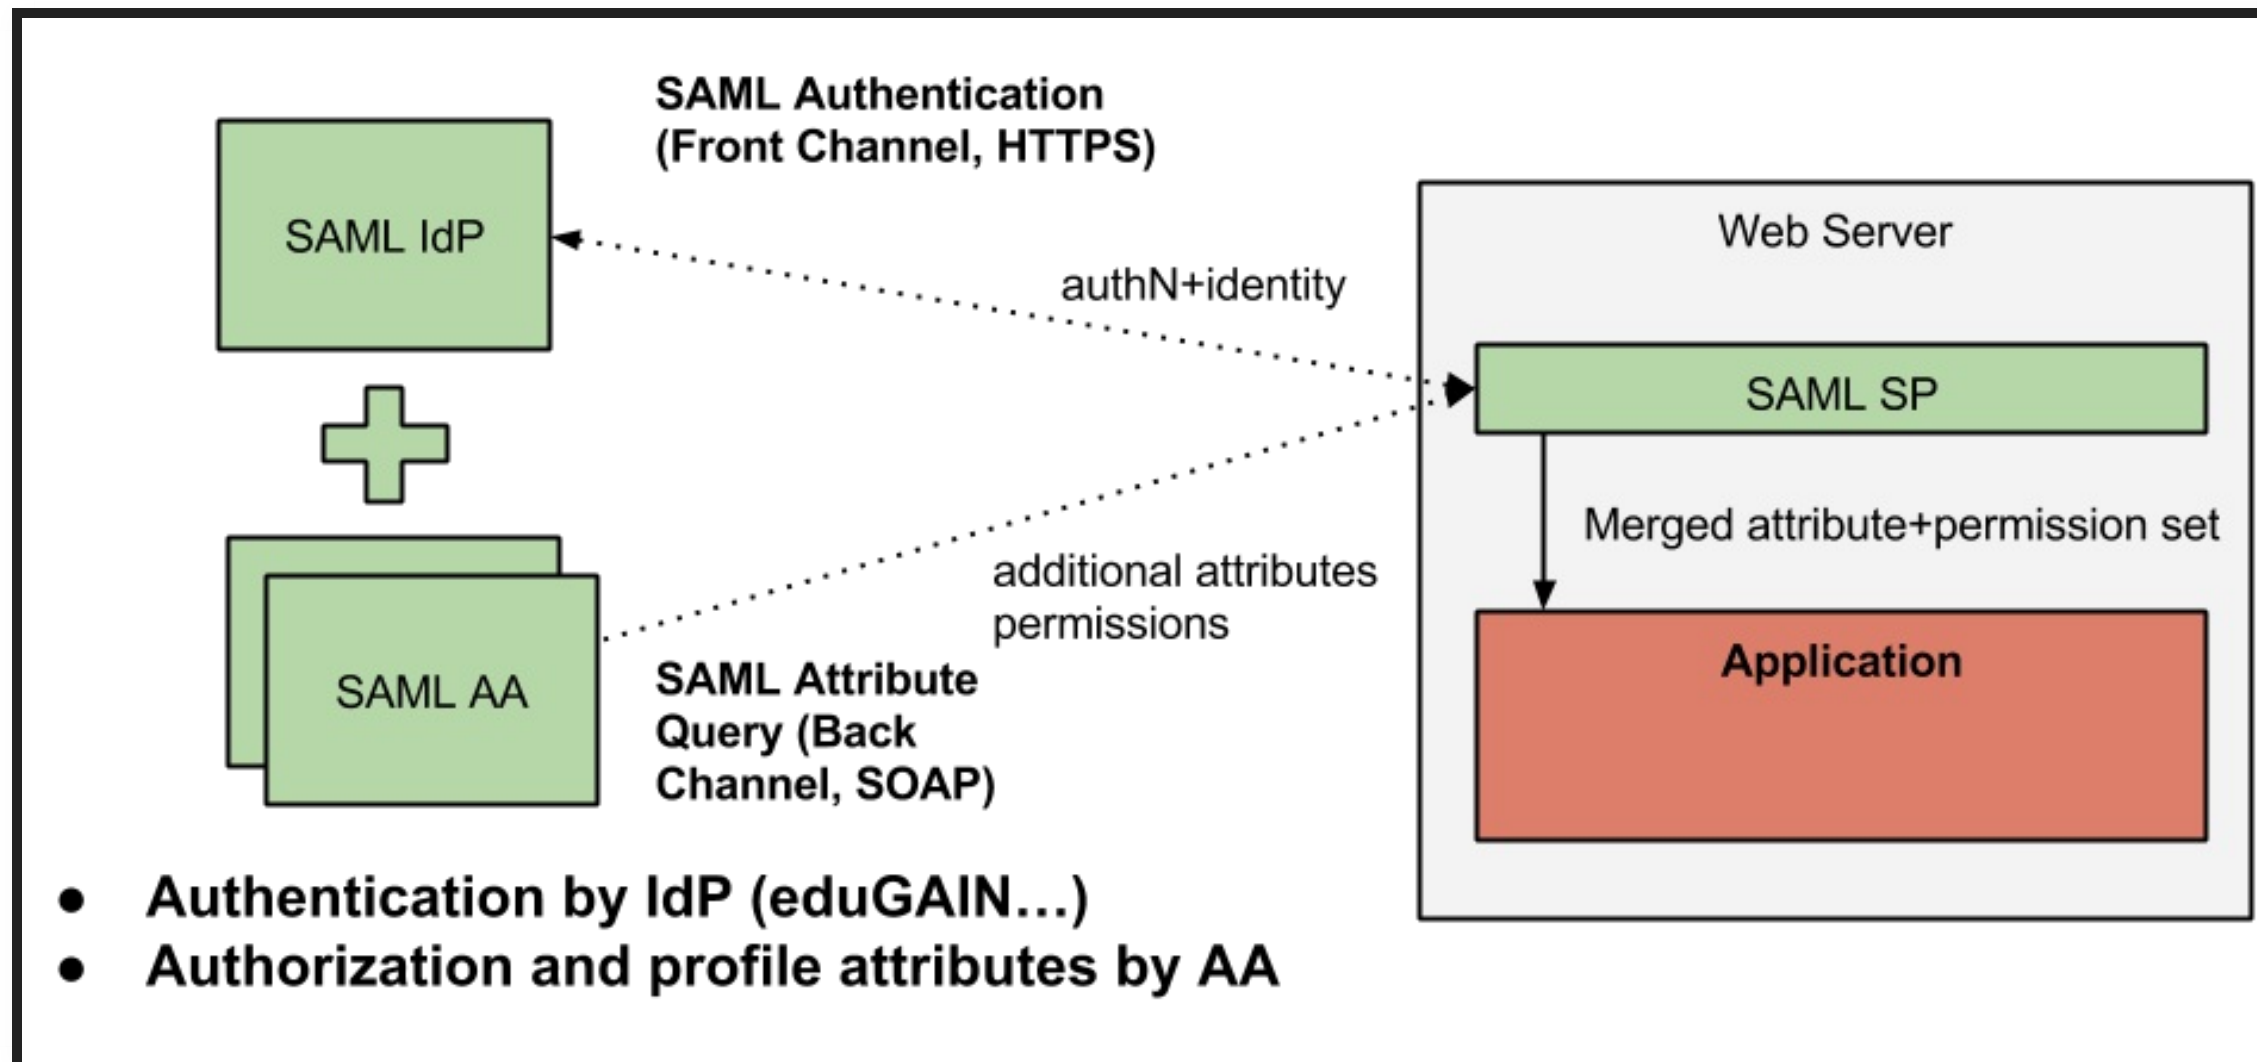 SAML Authentication
(Front Channel, HTTPS)
SAML IdP
authN+identity
Web Server
SAML SP
Merged attribute+permission set
additional attributes
permissions
SAML AA
SAML Attribute
Query (Back
Channel, SOAP)
Application
● Authentication by IdP (eduGAIN...)
● Authorization and profile attributes by AA